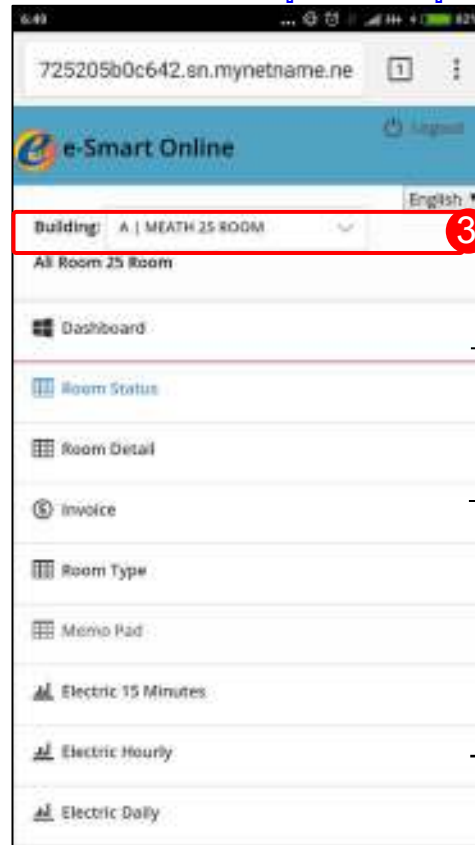 6:49 ... 82%
725205b0c642.sn.mynetname.ne 1
e-Smart Online Logout
English
Building: A | MEATH 25 ROOM 3
All Room 25 Room
Dashboard
Room Status
Room Detail
Invoice
Room Type
Memo Pad
Electric 15 Minutes
Electric Hourly
Electric Daily